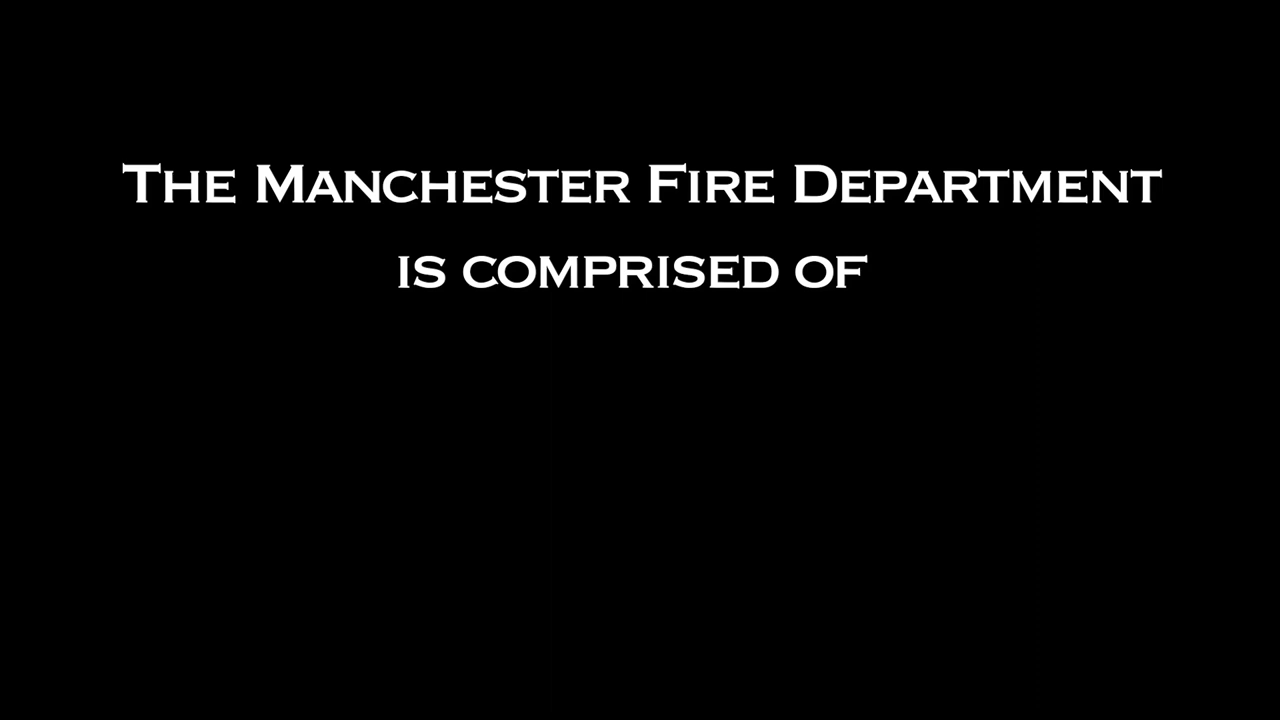 The Manchester Fire Department
is comprised of